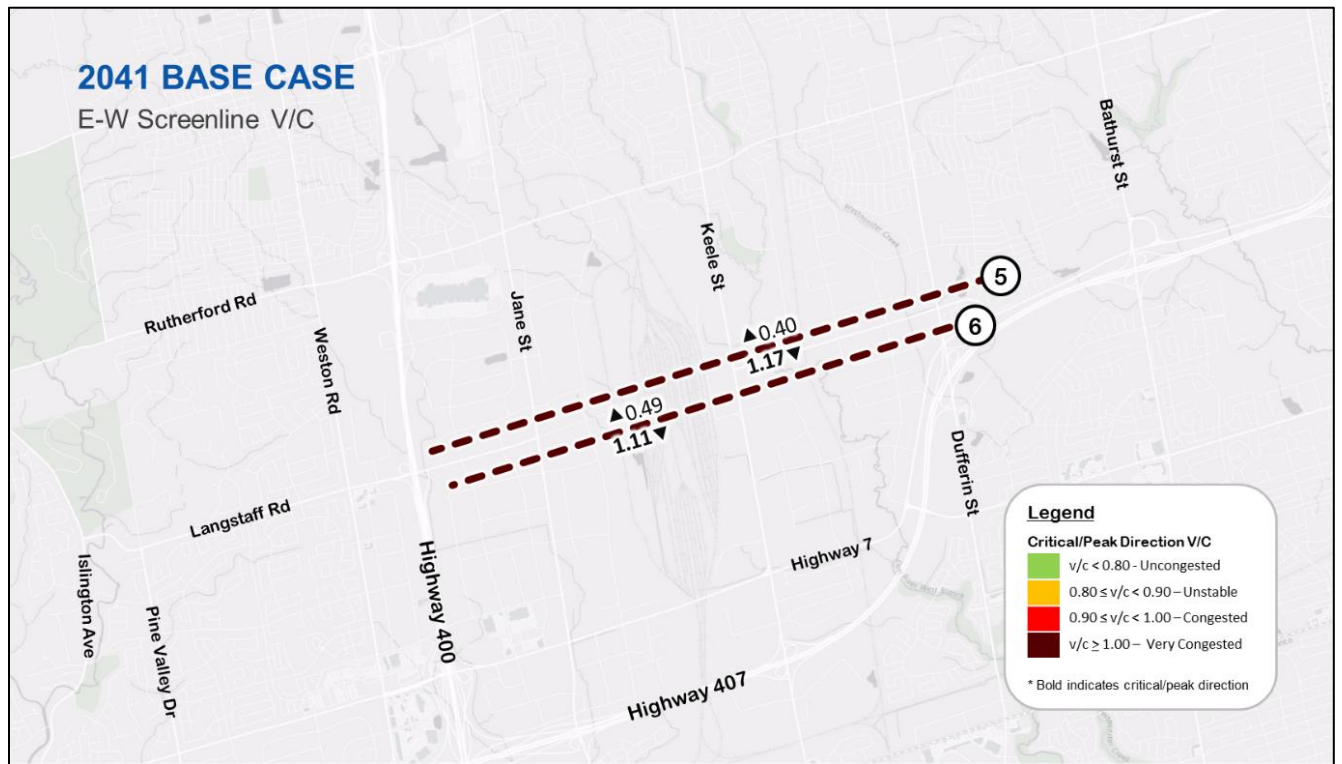 2041 BASE CASE
E-W Screenline V/C
Bathurst St
Keele St
5
Rutherford Rd
Jane St
6
Weston Rd
▲0.40
1.17▼
▲0.49
1.11▼
Dufferin St
Langstaff Rd
Highway 400
Highway 7
Islington Ave
Pine Valley Dr
Highway 407
Legend
Critical/Peak Direction V/C
v/c < 0.80 - Uncongested
0.80 ≤ v/c < 0.90 – Unstable
0.90 ≤ v/c < 1.00 – Congested
v/c ≥ 1.00 – Very Congested
* Bold indicates critical/peak direction